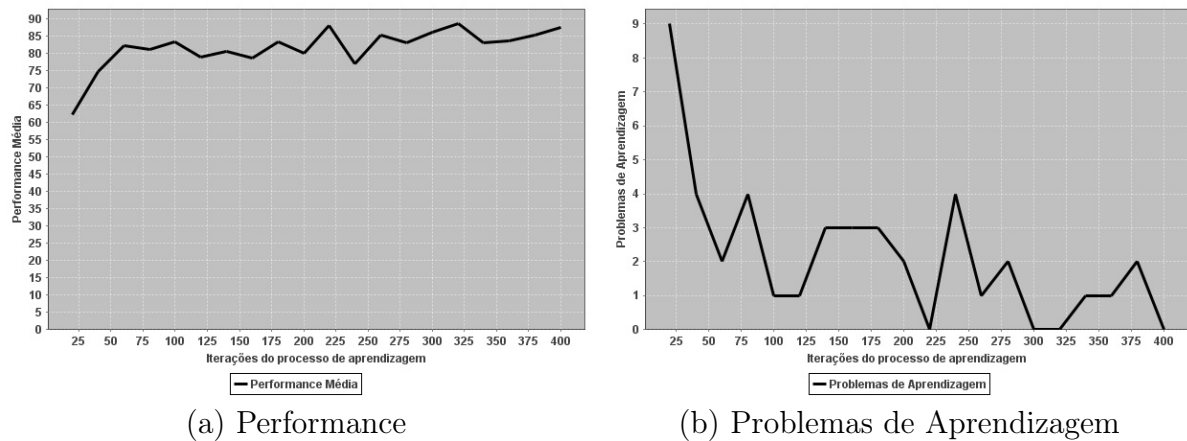 90
85
80
75
70
65
60
55
50
45
40
35
30
25
20
15
10
5
0
Performance Média
25 50 75 100 125 150 175 200 225 250 275 300 325 350 375 400
Iterações do processo de aprendizagem
Performance Média
(a) Performance
9
8
7
6
5
4
3
2
1
0
Problemas de Aprendizagem
25 50 75 100 125 150 175 200 225 250 275 300 325 350 375 400
Iterações do processo de aprendizagem
Problemas de Aprendizagem
(b) Problemas de Aprendizagem